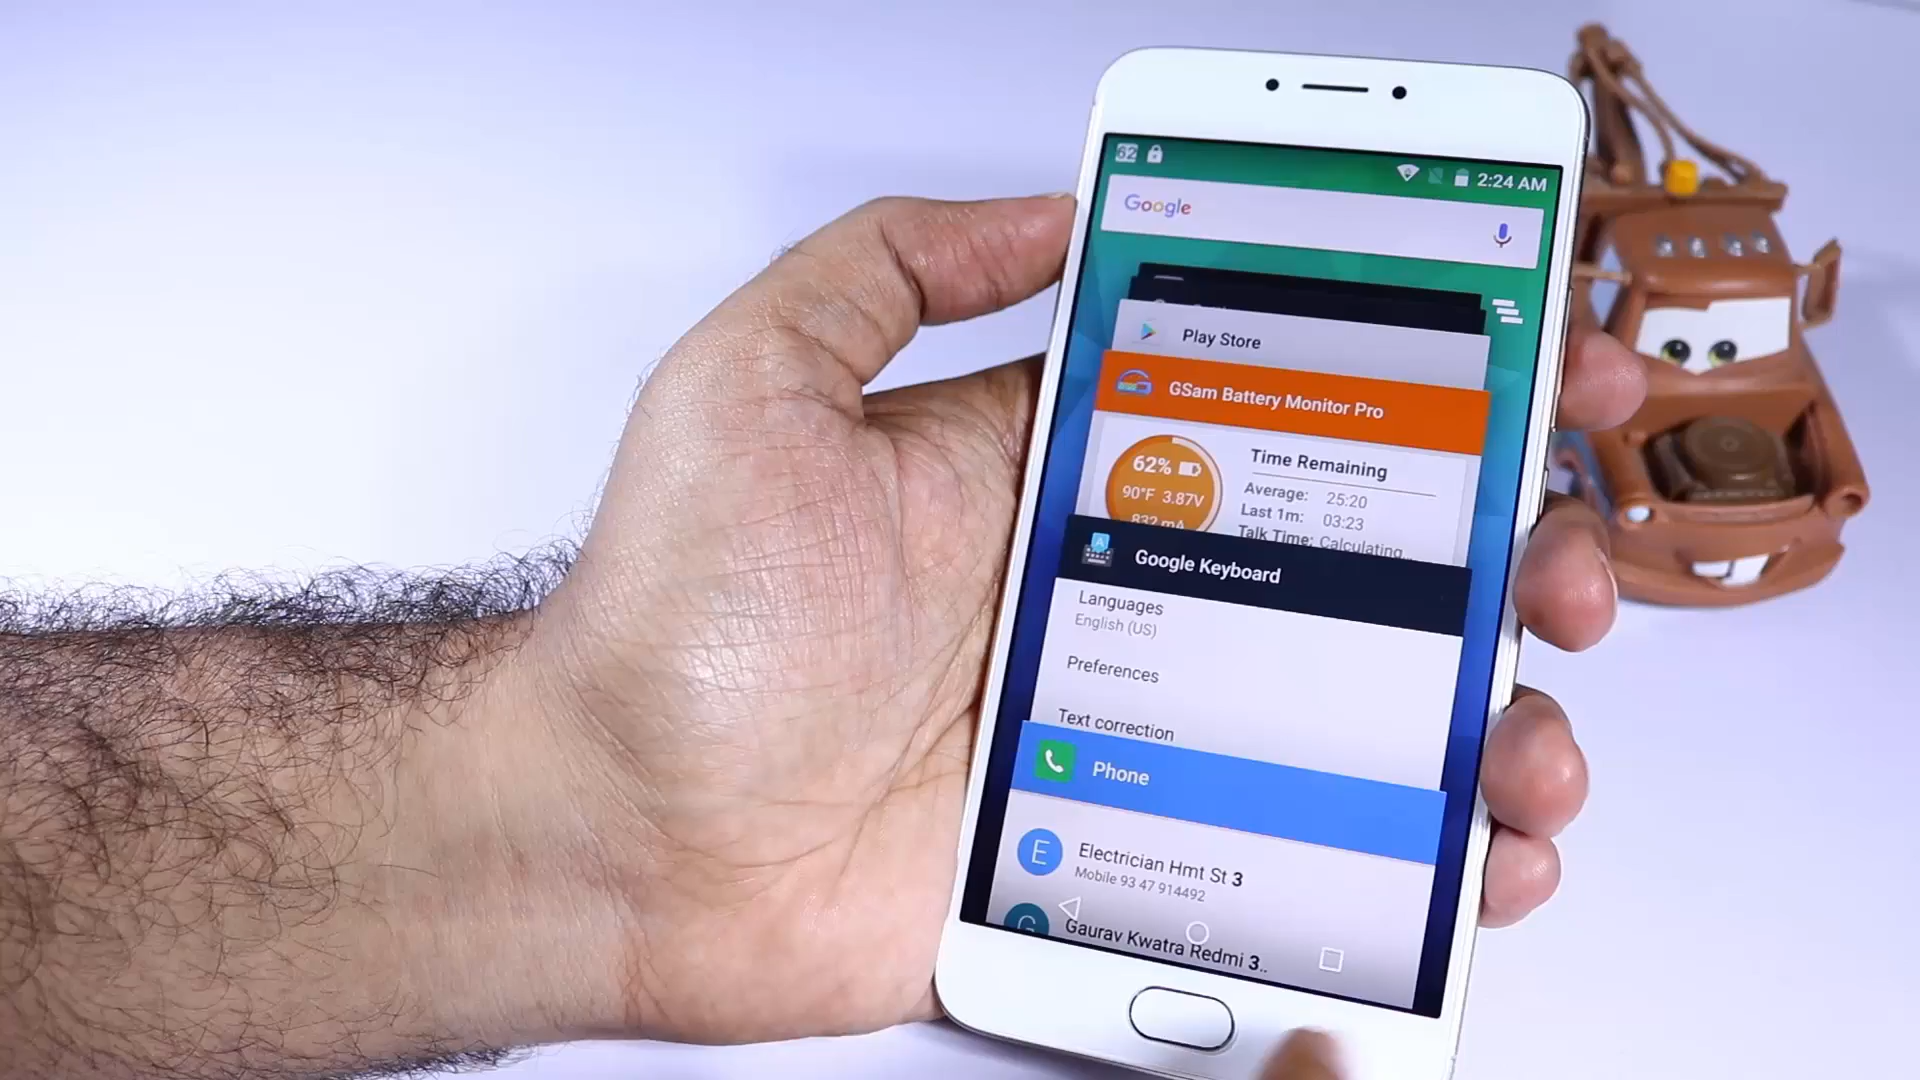 62
2:24 AM
Google
Play Store
GSam Battery Monitor Pro
62%
90°F 3.87V
832 mA
Time Remaining
Average: 25:20
Last 1m: 03:23
Talk Time: Calculating.
Google Keyboard
Languages
English (US)
Preferences
Text correction
Phone
E
Electrician Hmt St 3
Mobile 93 47 914492
G
Gaurav Kwatra Redmi 3..